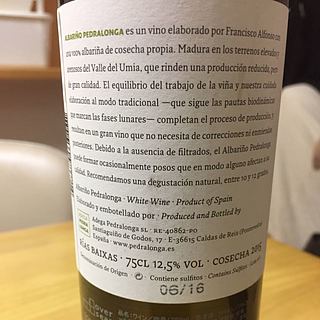 ALBARIÑO PEDRALONGA es un vino elaborado por Francisco Alfonso con
100% albariña de cosecha propia. Madura en los terrenos elevados y
del Valle del Umia, que rinden una producción reducida, pero
de gran calidad. El equilibrio del trabajo de la viña y nuestra cuidada
elaboración al modo tradicional —que sigue las pautas biodinámicas
que marcan las fases lunares— completan el proceso de producción, y
resultan en un gran vino que no necesita de correcciones ni enmiendas
posteriores. Debido a la ausencia de filtrados, el Albariño Pedralonga
puede formar ocasionalmente posos que en modo alguno afectan a su
calidad. Recomendamos una degustación natural, entre 10 y 12 grados.
Albariño Pedralonga · White Wine · Product of Spain
Elaborado y embotellado por · Produced and Bottled by
Adega Pedralonga SL · RE-40862-PO
Santiaguiño de Godos, 17 · E-36615 Caldas de Reis (Pontevedra)
España · www.pedralonga.es
RÍAS BAIXAS · 75CL 12,5% VOL · COSECHA 2015
Denominación de Origen · Contiene sulfitos · Contains Sulfites
06/16